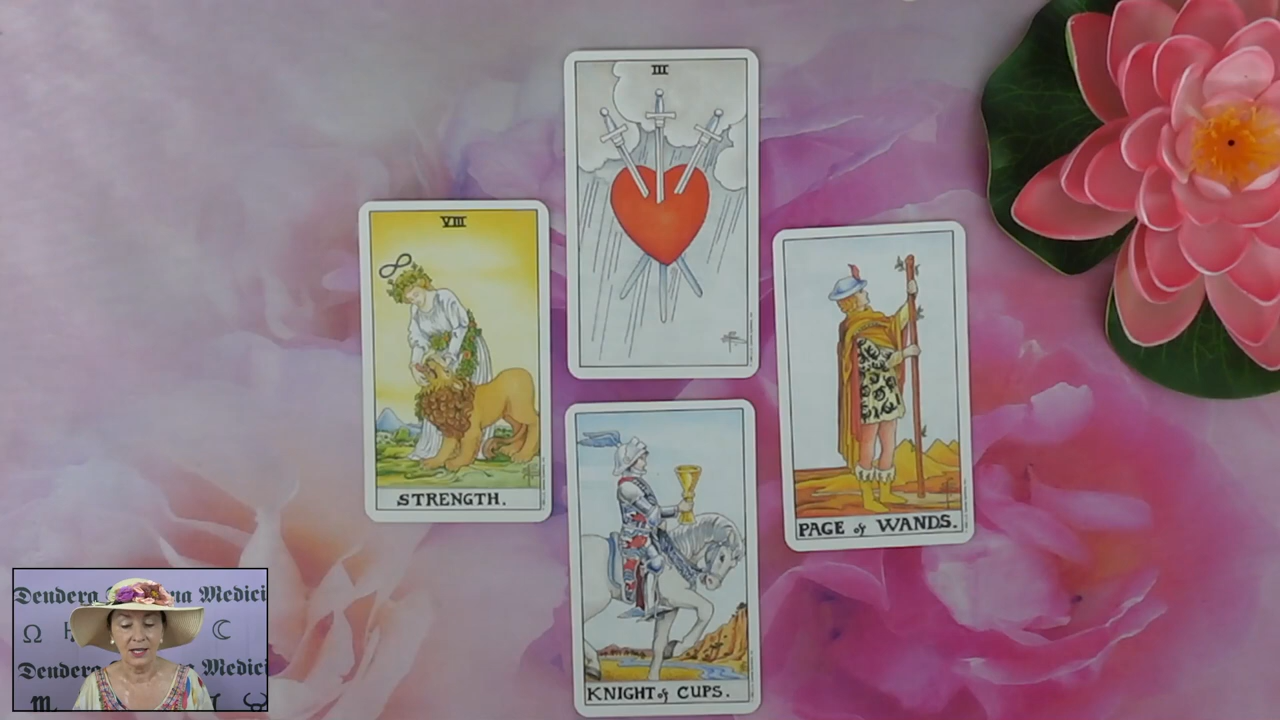 III
VIII
STRENGTH.
PAGE of WANDS.
KNIGHT of CUPS.
Dendera
Medici
Dendera
Medici